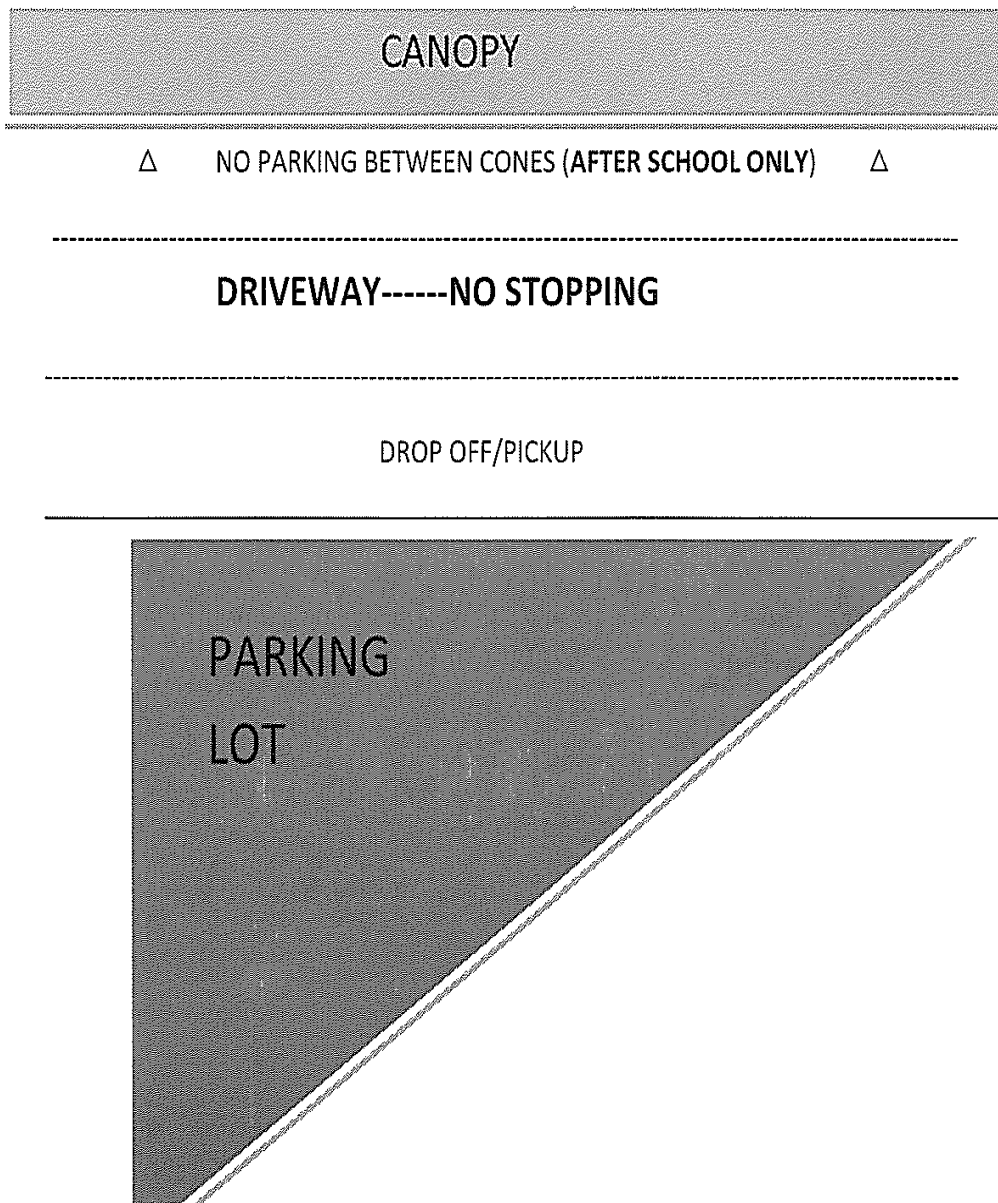 CANOPY
Δ NO PARKING BETWEEN CONES (AFTER SCHOOL ONLY) Δ
DRIVEWAY------NO STOPPING
DROP OFF/PICKUP
PARKING
LOT